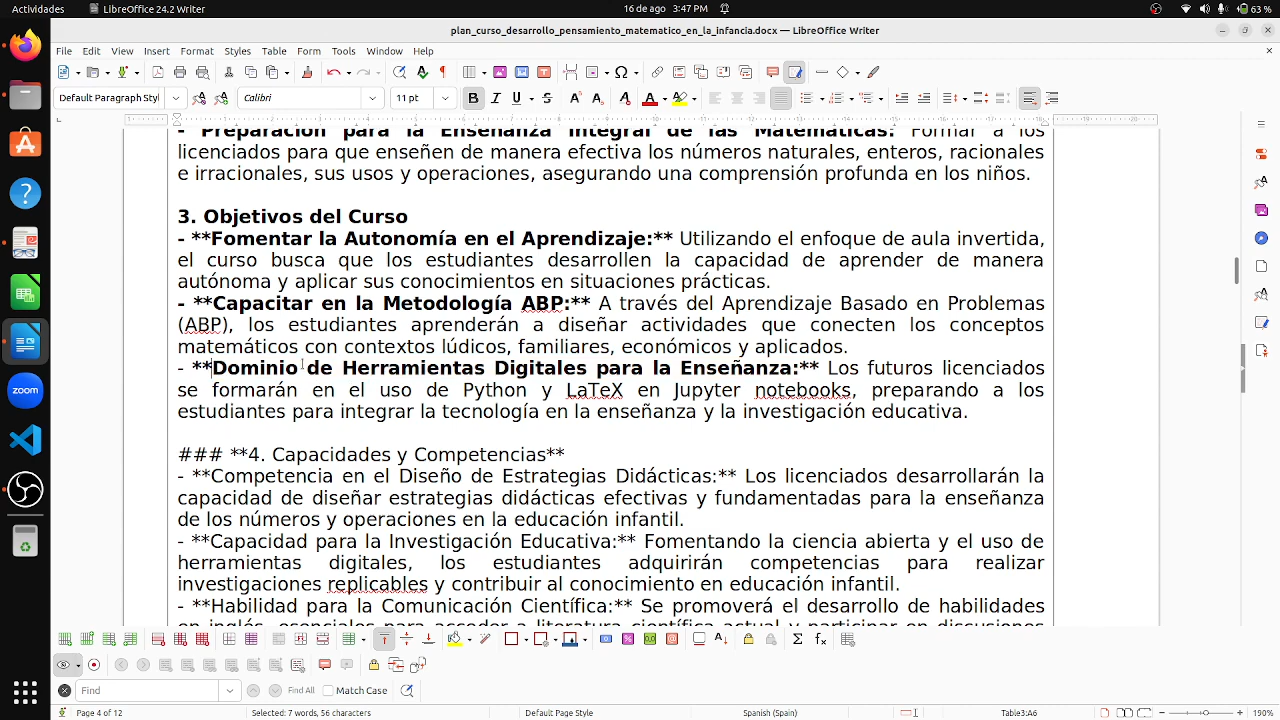 Actividades LibreOffice 24.2 Writer 16 de ago 3:47 PM 63 %
plan_curso_desarrollo_pensamiento_matematico_en_la_infancia.docx — LibreOffice Writer
File Edit View Insert Format Styles Table Form Tools Window Help
Default Paragraph Styl Calibri 11 pt
- Preparación para la Enseñanza Integral de las Matemáticas: Formar a los
licenciados para que enseñen de manera efectiva los números naturales, enteros, racionales
e irracionales, sus usos y operaciones, asegurando una comprensión profunda en los niños.
3. Objetivos del Curso
- **Fomentar la Autonomía en el Aprendizaje:** Utilizando el enfoque de aula invertida,
el curso busca que los estudiantes desarrollen la capacidad de aprender de manera
autónoma y aplicar sus conocimientos en situaciones prácticas.
- **Capacitar en la Metodología ABP:** A través del Aprendizaje Basado en Problemas
(ABP), los estudiantes aprenderán a diseñar actividades que conecten los conceptos
matemáticos con contextos lúdicos, familiares, económicos y aplicados.
- **Dominio de Herramientas Digitales para la Enseñanza:** Los futuros licenciados
se formarán en el uso de Python y LaTeX en Jupyter notebooks, preparando a los
estudiantes para integrar la tecnología en la enseñanza y la investigación educativa.
### **4. Capacidades y Competencias**
- **Competencia en el Diseño de Estrategias Didácticas:** Los licenciados desarrollarán la
capacidad de diseñar estrategias didácticas efectivas y fundamentadas para la enseñanza
de los números y operaciones en la educación infantil.
- **Capacidad para la Investigación Educativa:** Fomentando la ciencia abierta y el uso de
herramientas digitales, los estudiantes adquirirán competencias para realizar
investigaciones replicables y contribuir al conocimiento en educación infantil.
- **Habilidad para la Comunicación Científica:** Se promoverá el desarrollo de habilidades
en inglés, esenciales para acceder a literatura científica actual y participar en discusiones
Find Find All Match Case
Page 4 of 12 Selected: 7 words, 56 characters Default Page Style Spanish (Spain) Table3:A6 190%